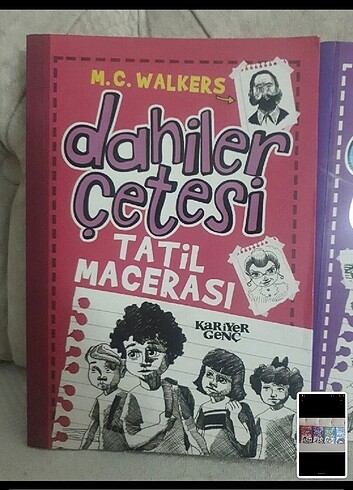 M.C. WALKERS
dahiler
çetesi
TATİL
MACERASI
KARİYER
GENÇ